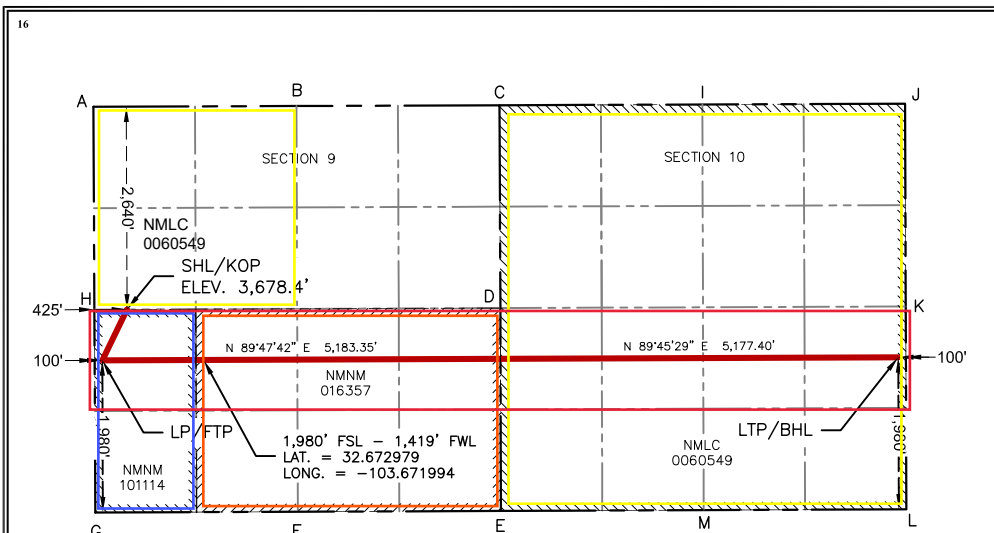 16
A
B
C
I
J
SECTION 9
SECTION 10
2,640'
NMLC
0060549
SHL/KOP
ELEV. 3,678.4'
H
D
K
425'
N 89°47'42" E 5,183.35'
N 89°45'29" E 5,177.40'
100'
100'
NMNM
016357
1,980'
LP/FTP
1,980' FSL - 1,419' FWL
LAT. = 32.672979
LONG. = -103.671994
LTP/BHL
NMLC
0060549
1,980'
NMNM
101114
G
F
E
M
L